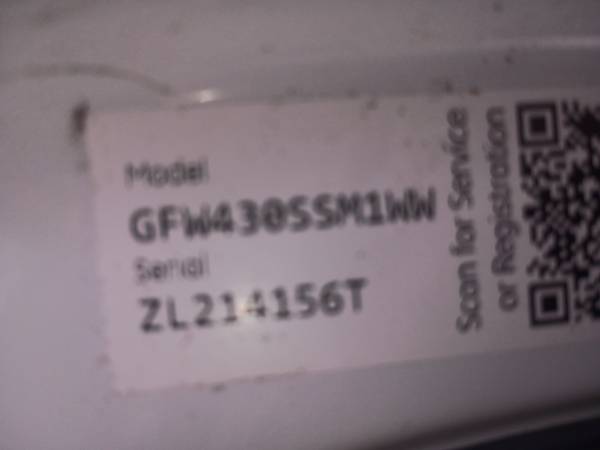 Model
GFW430SSM1WW
Serial
ZL214156T
Scan for Service
or Registration